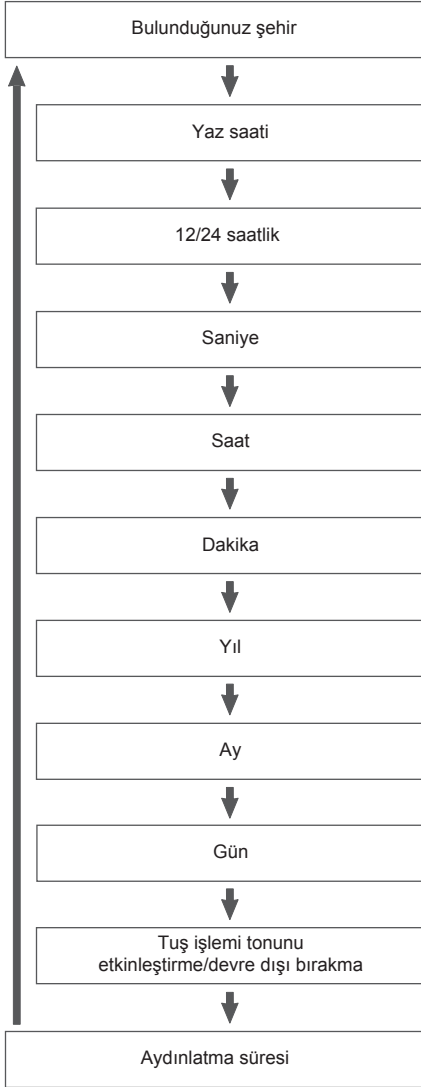 Bulunduğunuz şehir
Yaz saati
12/24 saatlik
Saniye
Saat
Dakika
Yıl
Ay
Gün
Tuş işlemi tonunu
etkinleştirme/devre dışı bırakma
Aydınlatma süresi